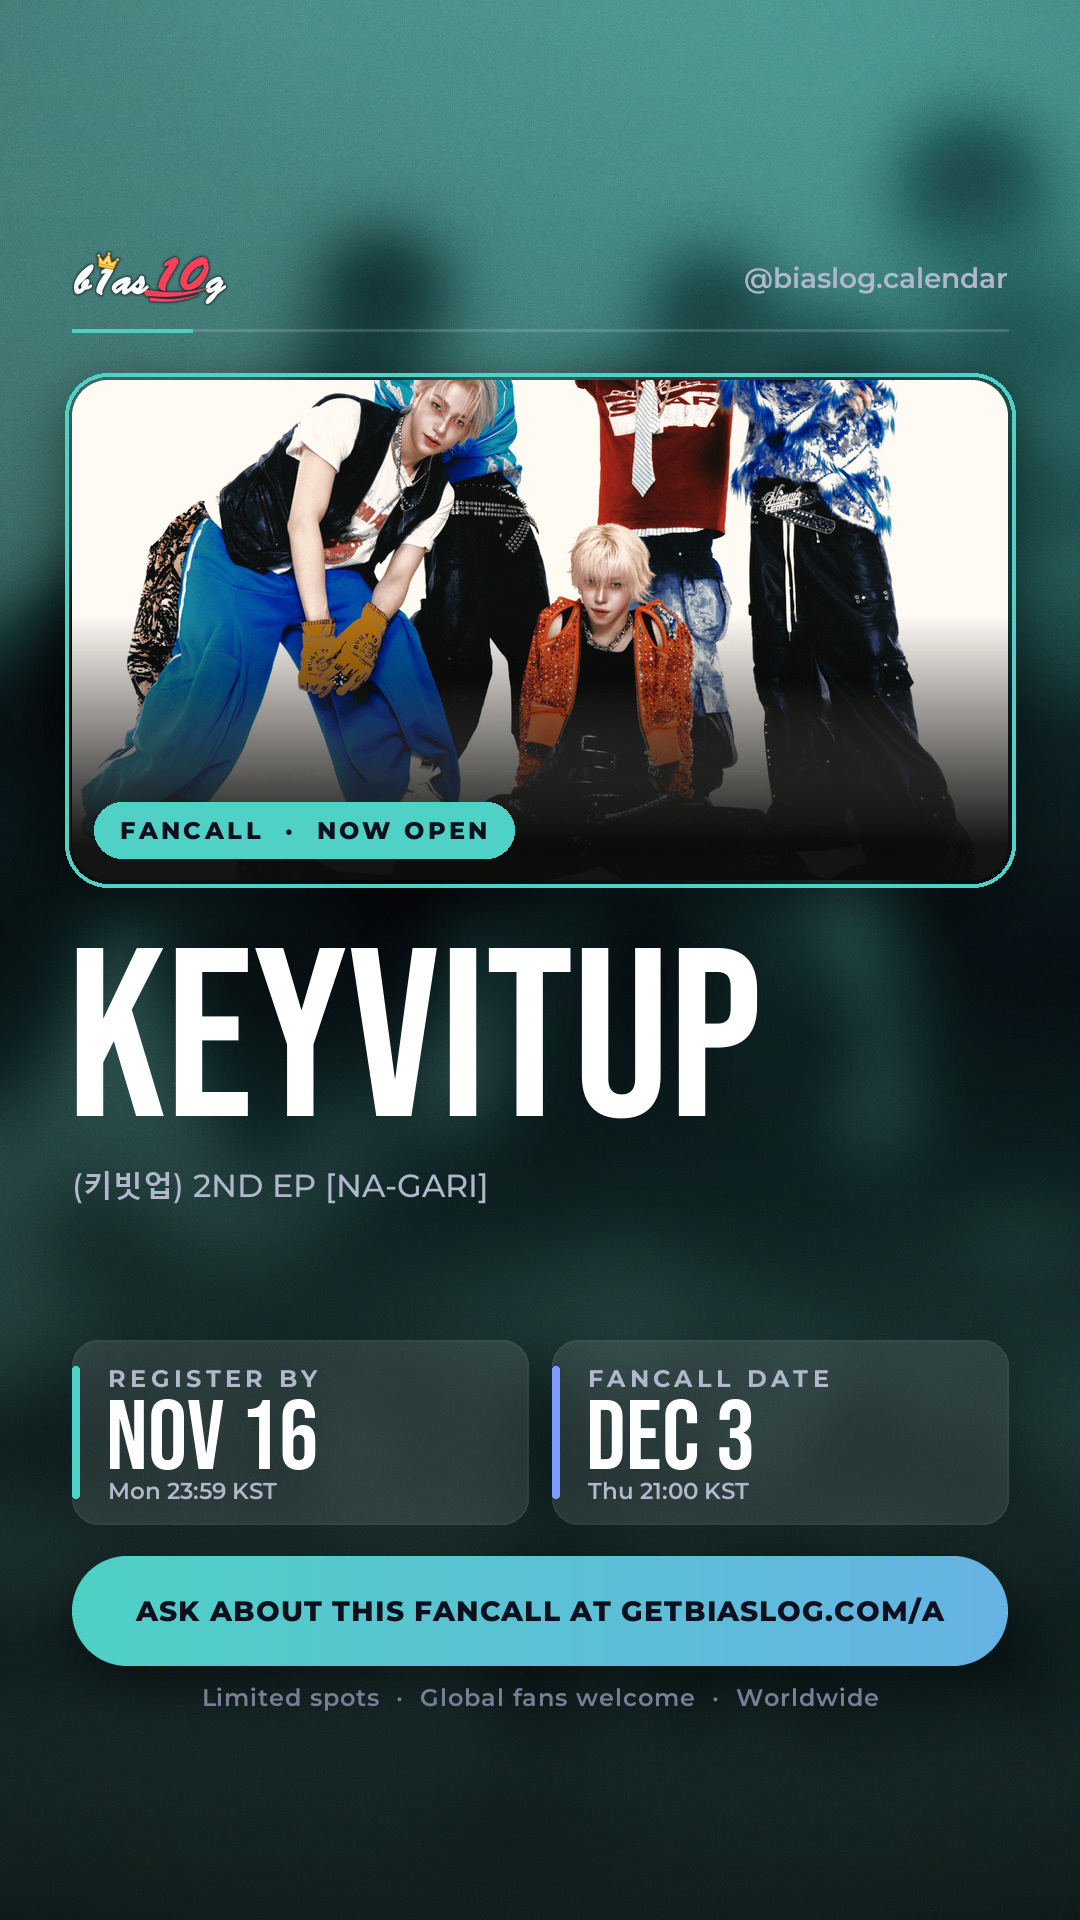 b1as10g
@biaslog.calendar
FANCALL · NOW OPEN
KEYVITUP
(키빗업) 2ND EP [NA-GARI]
REGISTER BY
NOV 16
Mon 23:59 KST
FANCALL DATE
DEC 3
Thu 21:00 KST
ASK ABOUT THIS FANCALL AT GETBIASLOG.COM/A
Limited spots · Global fans welcome · Worldwide